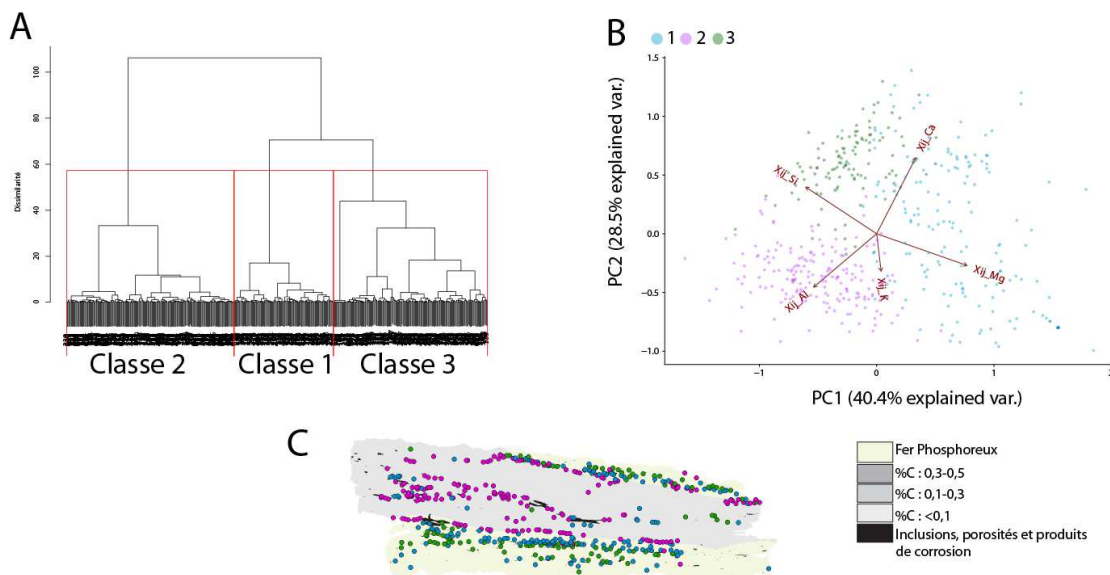 A
Dissimilarité
100
80
60
40
20
0
Classe 2
Classe 1
Classe 3
B
1 2 3
PC2 (28.5% explained var.)
1.5
1.0
0.5
0.0
−0.5
−1.0
Xij_Ca
Xij_Si
Xij_Mg
Xij_K
Xij_Al
−1 0 1 2
PC1 (40.4% explained var.)
C
Fer Phosphoreux
%C : 0,3-0,5
%C : 0,1-0,3
%C : <0,1
Inclusions, porosités et produits
de corrosion